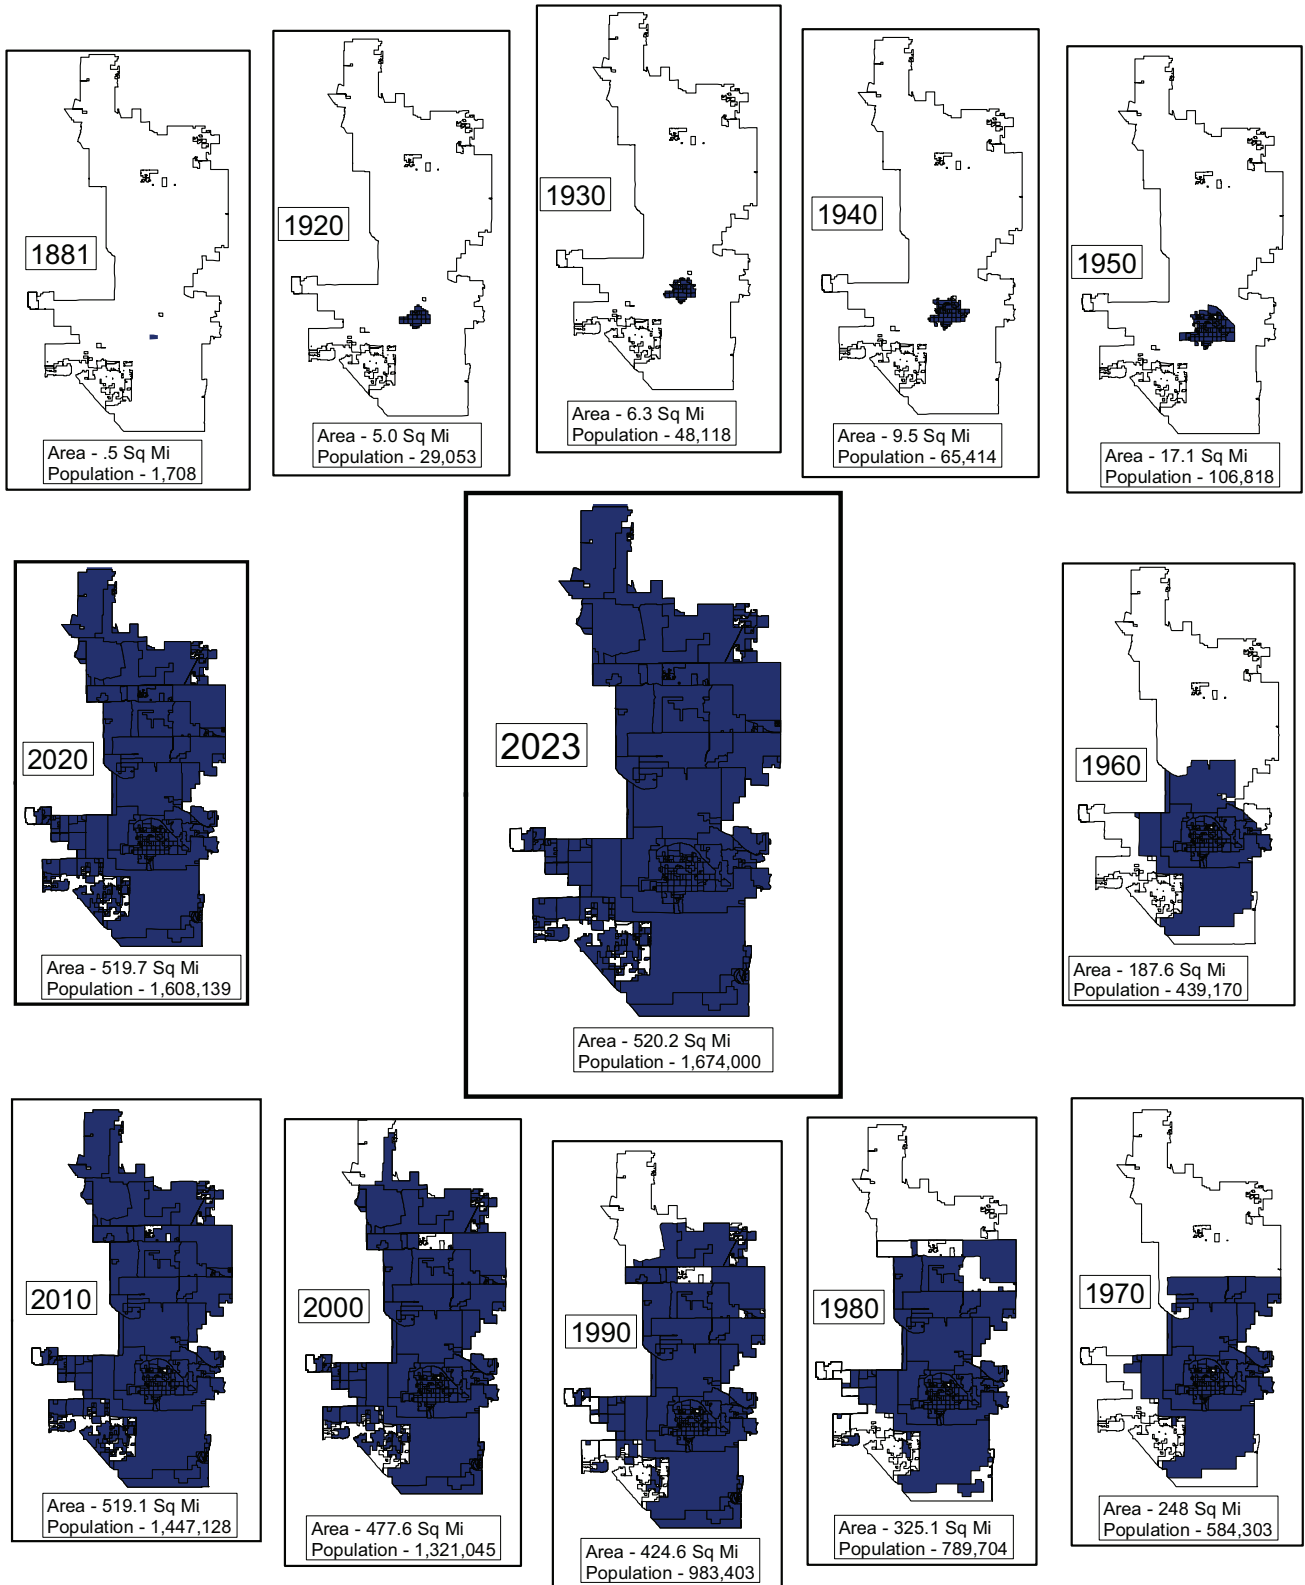 1881
Area - .5 Sq Mi
Population - 1,708
1920
Area - 5.0 Sq Mi
Population - 29,053
1930
Area - 6.3 Sq Mi
Population - 48,118
1940
Area - 9.5 Sq Mi
Population - 65,414
1950
Area - 17.1 Sq Mi
Population - 106,818
2020
Area - 519.7 Sq Mi
Population - 1,608,139
2023
Area - 520.2 Sq Mi
Population - 1,674,000
1960
Area - 187.6 Sq Mi
Population - 439,170
2010
Area - 519.1 Sq Mi
Population - 1,447,128
2000
Area - 477.6 Sq Mi
Population - 1,321,045
1990
Area - 424.6 Sq Mi
Population - 983,403
1980
Area - 325.1 Sq Mi
Population - 789,704
1970
Area - 248 Sq Mi
Population - 584,303